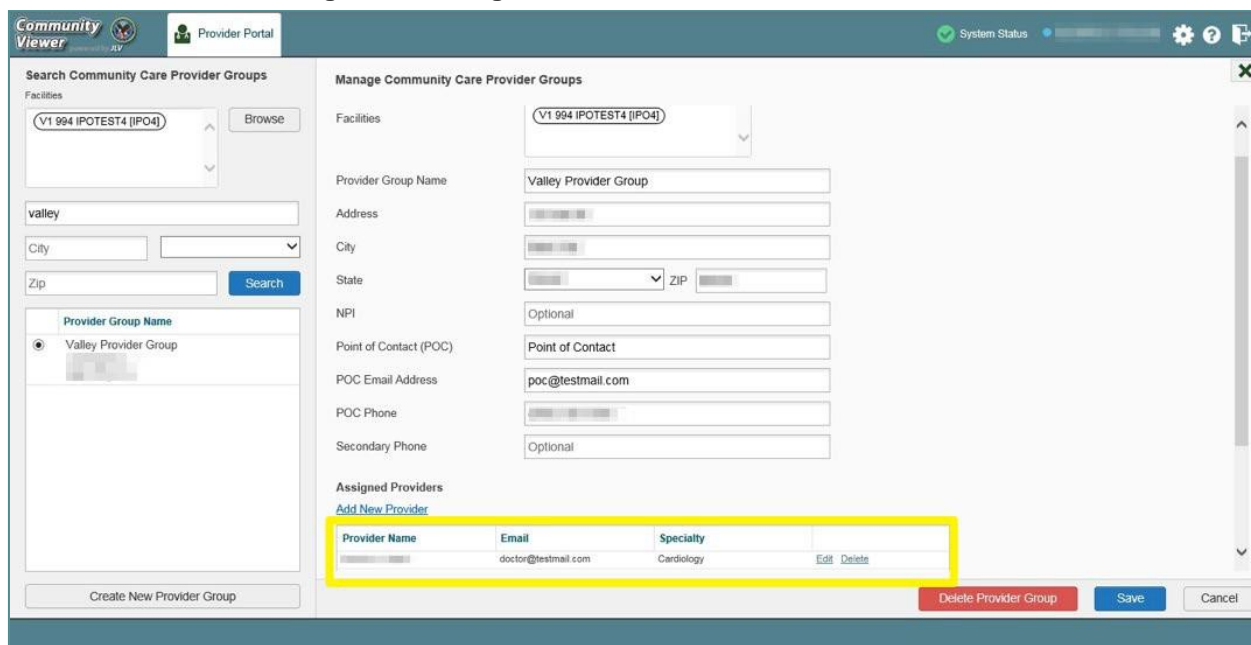 Community Viewer powered by JLV
Provider Portal
System Status
Search Community Care Provider Groups
Facilities
V1 994 IPOTEST4 [IPO4]
Browse
valley
City
Zip
Search
Provider Group Name
Valley Provider Group
Create New Provider Group
Manage Community Care Provider Groups
Facilities V1 994 IPOTEST4 [IPO4]
Provider Group Name Valley Provider Group
Address
City
State ZIP
NPI Optional
Point of Contact (POC) Point of Contact
POC Email Address poc@testmail.com
POC Phone
Secondary Phone Optional
Assigned Providers
Add New Provider
Provider Name Email Specialty
doctor@testmail.com Cardiology Edit Delete
Delete Provider Group Save Cancel